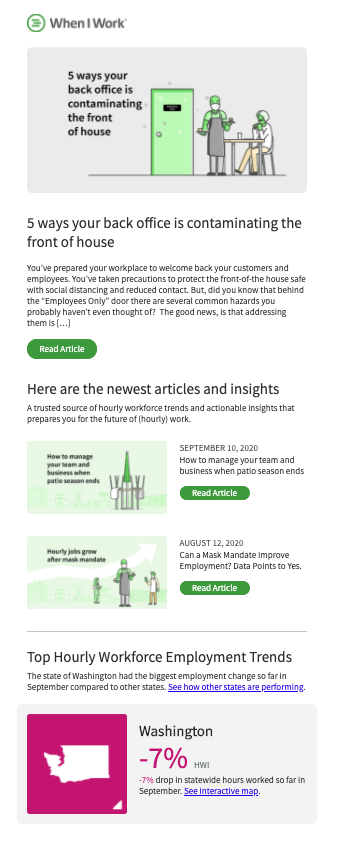 When I Work
5 ways your
back office is
contaminating
the front
of house
5 ways your back office is contaminating the
front of house
You've prepared your workplace to welcome back your customers and
employees. You've taken precautions to protect the front-of-the house safe
with social distancing and reduced contact. But, did you know that behind
the "Employees Only" door there are several common hazards you
probably haven't even thought of?  The good news, is that addressing
them is […]
Read Article
Here are the newest articles and insights
A trusted source of hourly workforce trends and actionable insights that
prepares you for the future of (hourly) work.
How to manage
your team and
business when
patio season ends
SEPTEMBER 10, 2020
How to manage your team and
business when patio season ends
Read Article
Hourly jobs grow
after mask mandate
AUGUST 12, 2020
Can a Mask Mandate Improve
Employment? Data Points to Yes.
Read Article
Top Hourly Workforce Employment Trends
The state of Washington had the biggest employment change so far in
September compared to other states. See how other states are performing.
Washington
-7% HWI
-7% drop in statewide hours worked so far in
September. See interactive map.